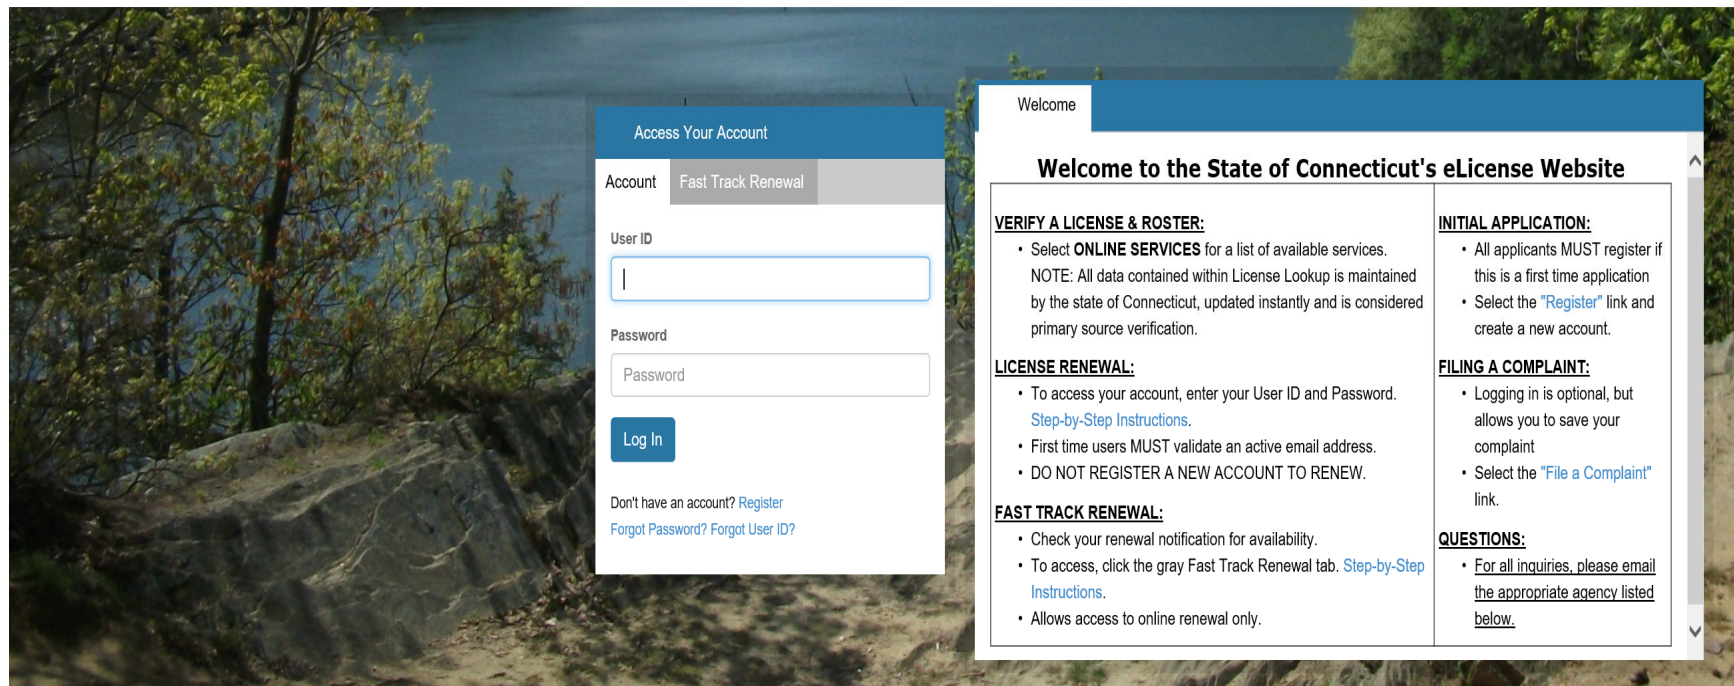 Access Your Account
Account
Fast Track Renewal
User ID
Password
Password
Log In
Don't have an account? Register
Forgot Password? Forgot User ID?
Welcome
Welcome to the State of Connecticut's eLicense Website
VERIFY A LICENSE & ROSTER:
• Select ONLINE SERVICES for a list of available services.
NOTE: All data contained within License Lookup is maintained
by the state of Connecticut, updated instantly and is considered
primary source verification.
LICENSE RENEWAL:
• To access your account, enter your User ID and Password.
Step-by-Step Instructions.
• First time users MUST validate an active email address.
• DO NOT REGISTER A NEW ACCOUNT TO RENEW.
FAST TRACK RENEWAL:
• Check your renewal notification for availability.
• To access, click the gray Fast Track Renewal tab. Step-by-Step
Instructions.
• Allows access to online renewal only.
INITIAL APPLICATION:
• All applicants MUST register if
this is a first time application
• Select the "Register" link and
create a new account.
FILING A COMPLAINT:
• Logging in is optional, but
allows you to save your
complaint
• Select the "File a Complaint"
link.
QUESTIONS:
• For all inquiries, please email
the appropriate agency listed
below.